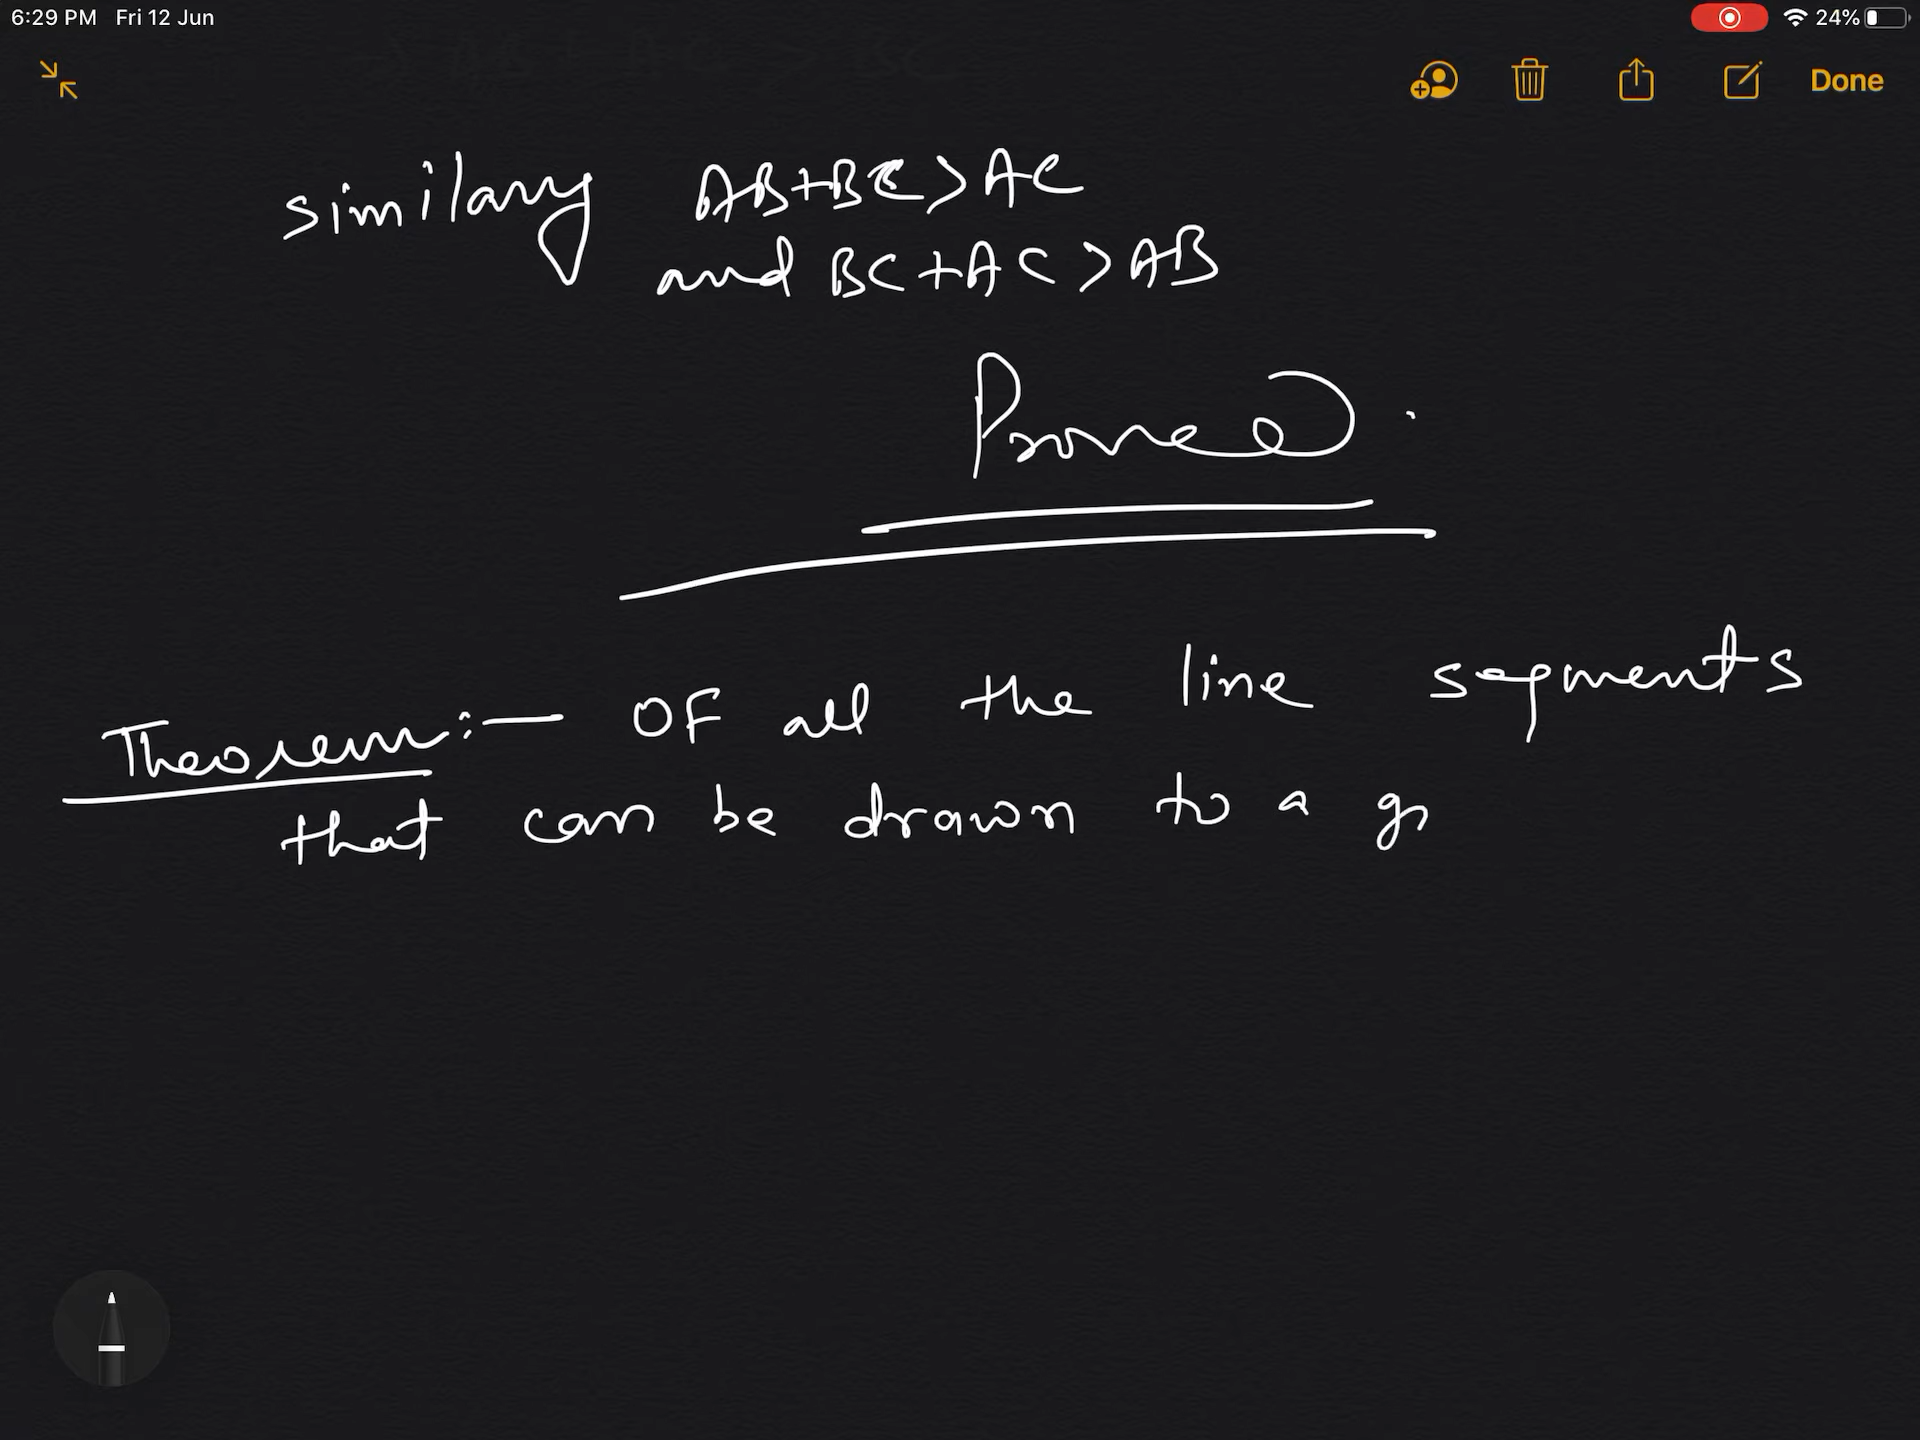 6:29 PM Fri 12 Jun 24%
Done
similary AB+BC>AC
and BC+AC>AB
Proved.
Theorem:— OF all the line segments
that can be drawn to a